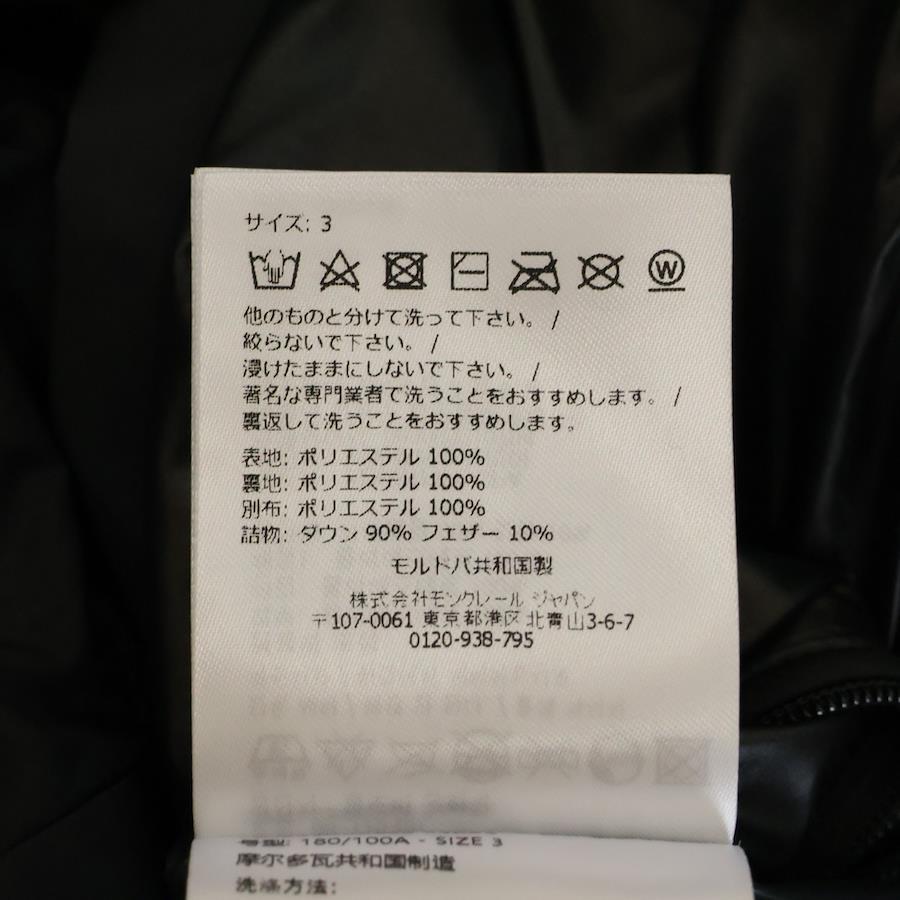 サイズ: 3
W
他のものと分けて洗って下さい。 /
絞らないで下さい。 /
浸けたままにしないで下さい。 /
著名な専門業者で洗うことをおすすめします。 /
裏返して洗うことをおすすめします。
表地: ポリエステル 100%
裏地: ポリエステル 100%
別布: ポリエステル 100%
詰物: ダウン 90% フェザー 10%
モルドバ共和国製
株式会社モンクレール ジャパン
〒107-0061 東京都港区北青山3-6-7
0120-938-795
号型: 180/100A - SIZE 3
摩尔多瓦共和国制造
洗涤方法: